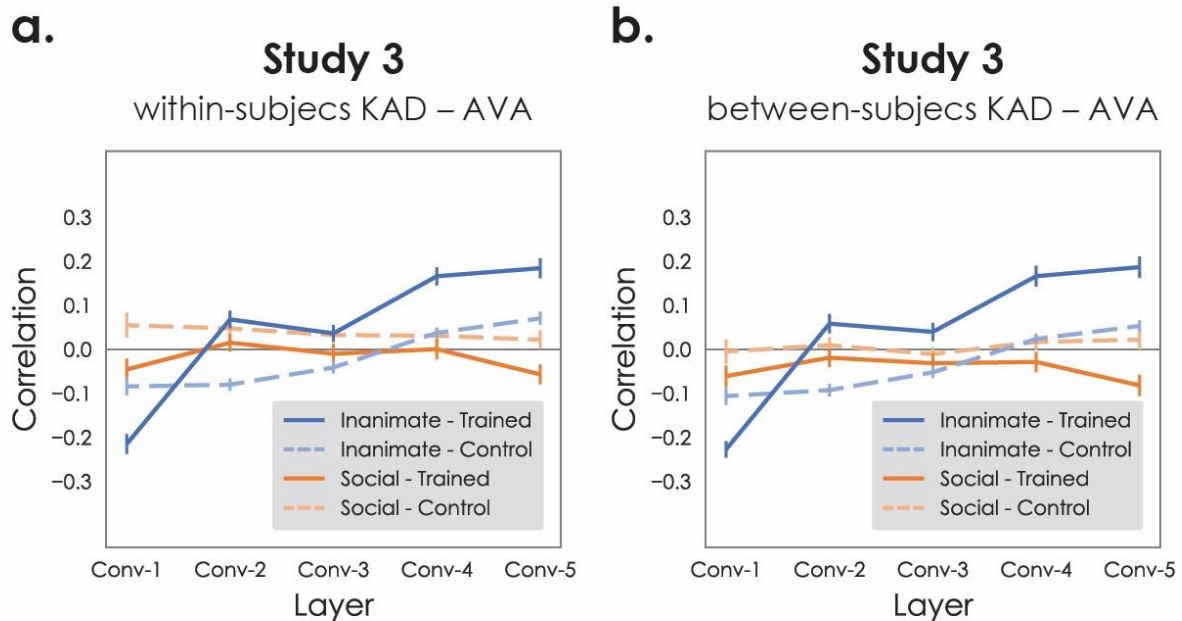 a.
Study 3
within-subjecs KAD – AVA
Correlation
0.3
0.2
0.1
0.0
−0.1
−0.2
−0.3
Inanimate - Trained
Inanimate - Control
Social - Trained
Social - Control
Conv-1 Conv-2 Conv-3 Conv-4 Conv-5
Layer
b.
Study 3
between-subjecs KAD – AVA
Correlation
0.3
0.2
0.1
0.0
−0.1
−0.2
−0.3
Inanimate - Trained
Inanimate - Control
Social - Trained
Social - Control
Conv-1 Conv-2 Conv-3 Conv-4 Conv-5
Layer